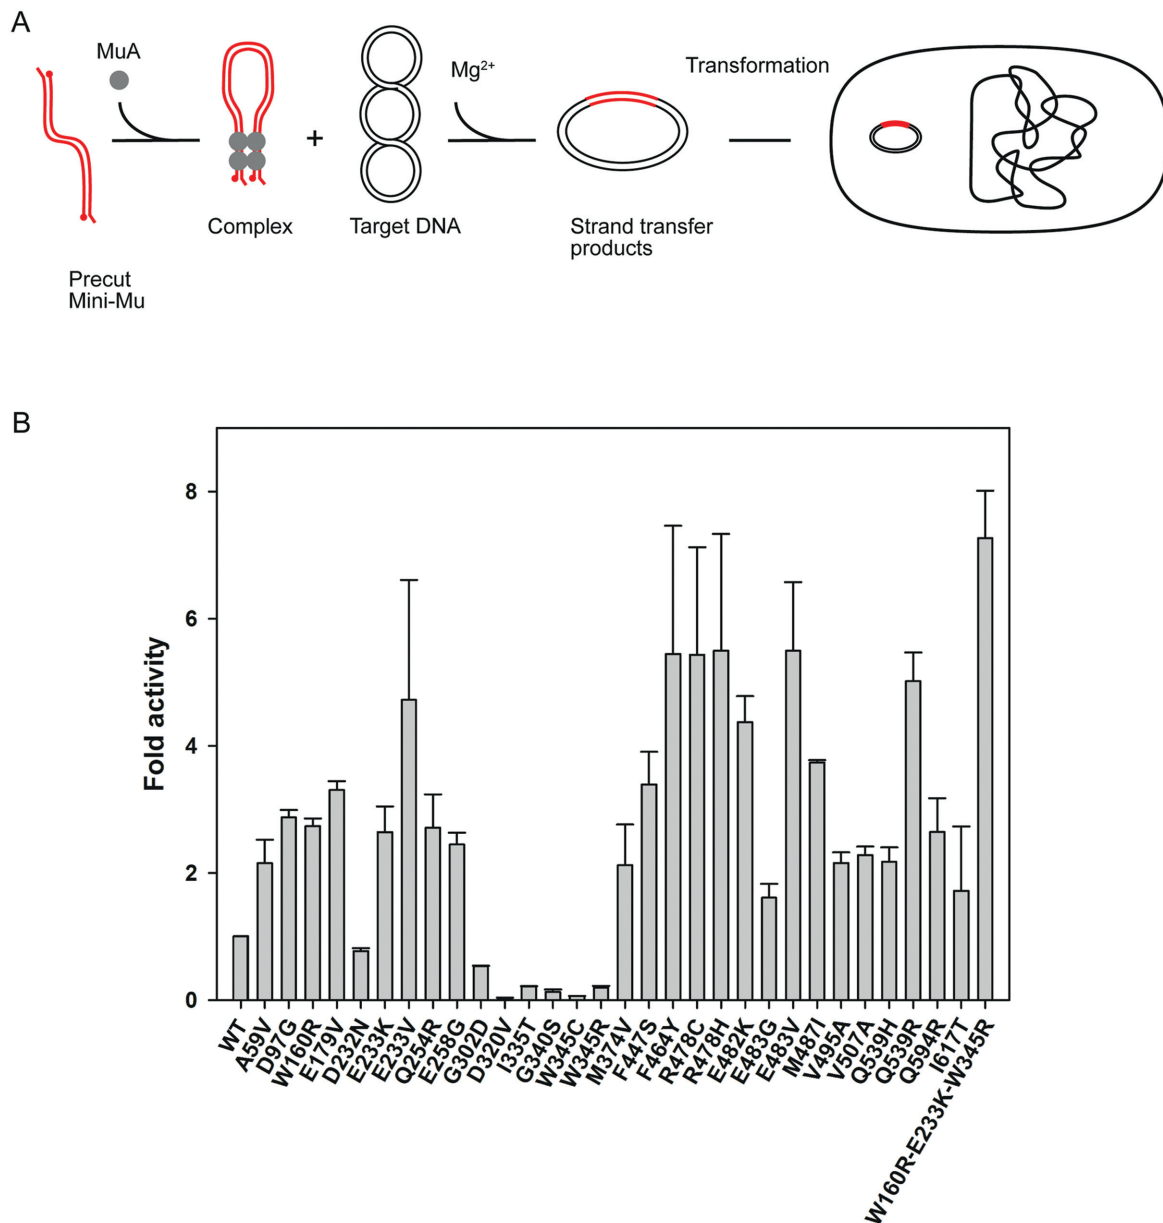 A
MuA
Mg²⁺
Transformation
+
Complex
Target DNA
Strand transfer
products
Precut
Mini-Mu
B
Fold activity
8
6
4
2
0
WT
A59V
D97G
W160R
E179V
D232N
E233K
E233V
Q254R
E258G
G302D
D320V
I335T
G340S
W345C
W345R
M374V
F447S
F464Y
R478C
R478H
E482K
E483G
E483V
M487I
V495A
V507A
Q539H
Q539R
Q594R
I617T
W160R-E233K-W345R